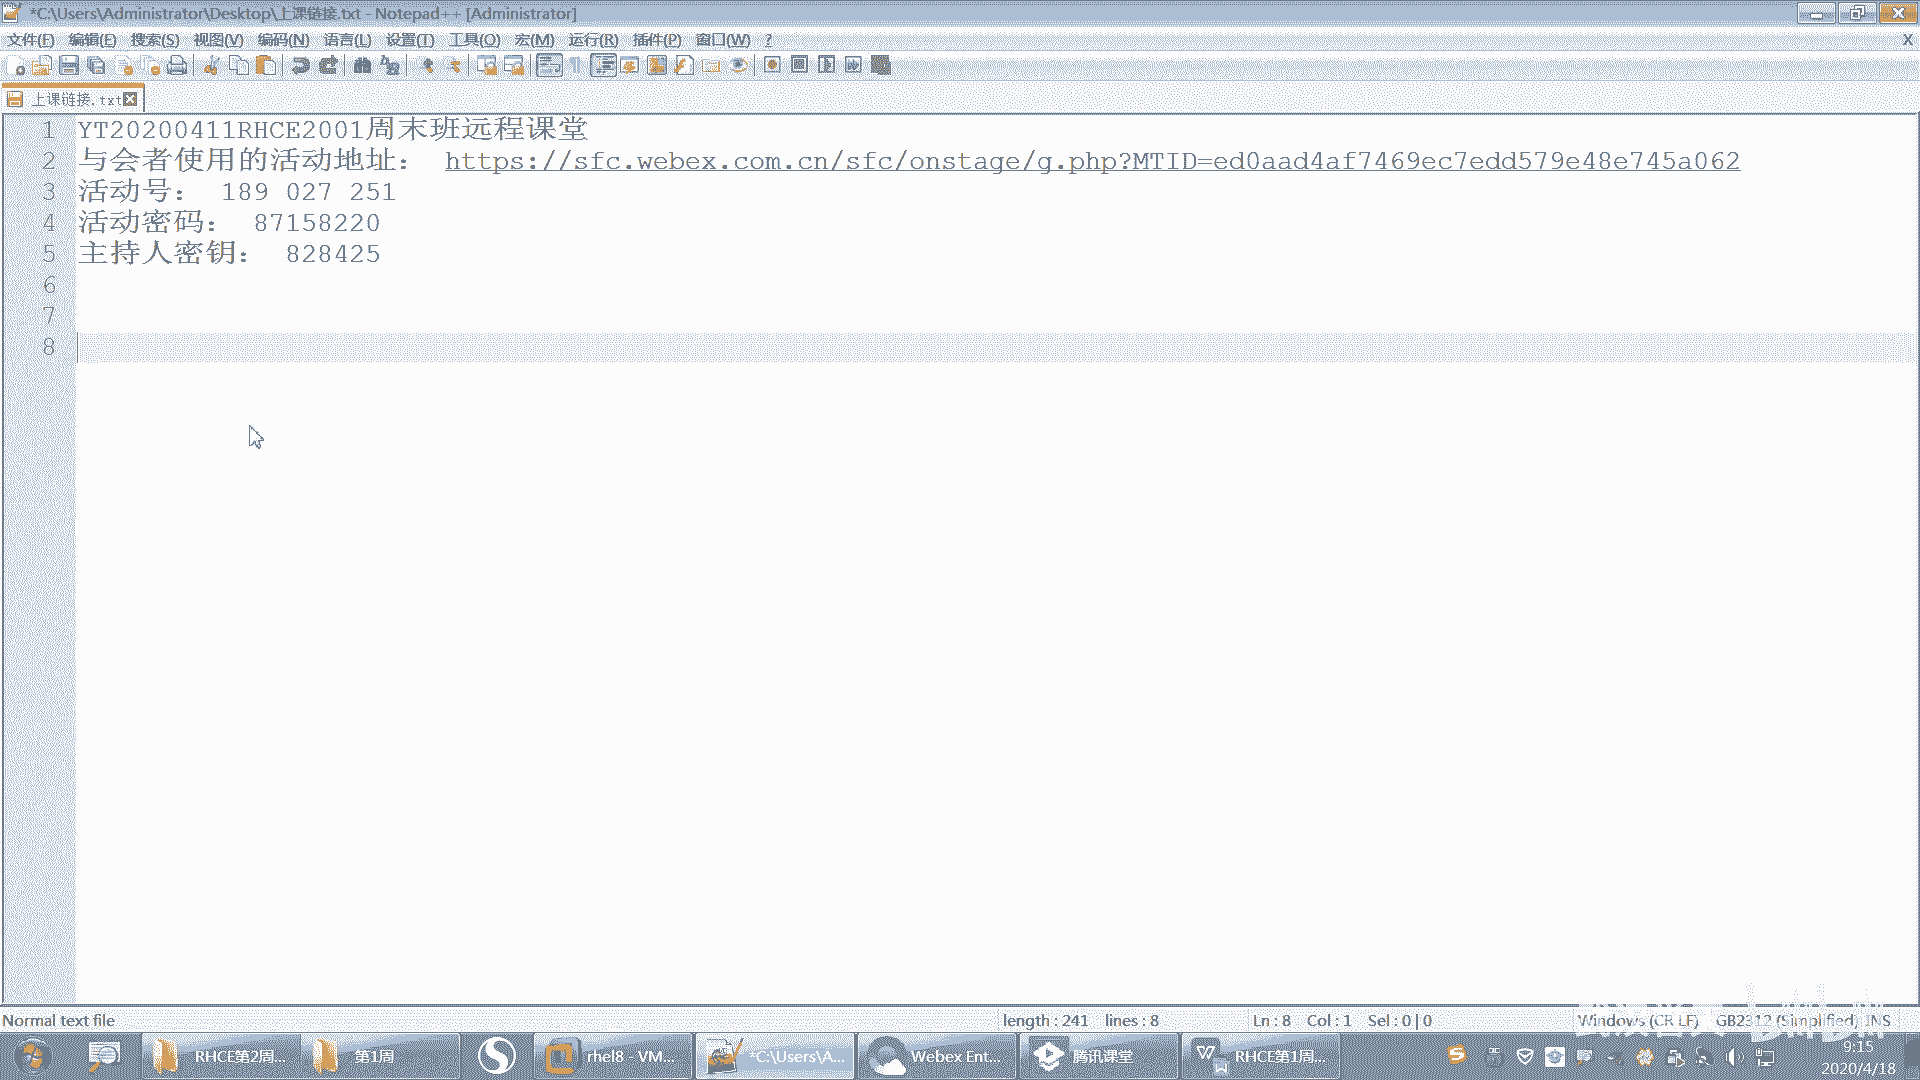 *C:\Users\Administrator\Desktop\上课链接.txt - Notepad++ [Administrator]
文件(F) 编辑(E) 搜索(S) 视图(V) 编码(N) 语言(L) 设置(T) 工具(O) 宏(M) 运行(R) 插件(P) 窗口(W) ? X
上课链接.txt
1 YT20200411RHCE2001周末班远程课堂
2 与会者使用的活动地址： https://sfc.webex.com.cn/sfc/onstage/g.php?MTID=ed0aad4af7469ec7edd579e48e745a062
3 活动号： 189 027 251
4 活动密码： 87158220
5 主持人密钥： 828425
6
7
8
Normal text file length : 241 lines : 8 Ln : 8 Col : 1 Sel : 0 | 0 Windows (CR LF) GB2312 (Simplified) INS
RHCE第2周... 第1周 rhel8 - VM... *C:\Users\A... Webex Ent... 腾讯课堂 RHCE第1周...
9:15
2020/4/18